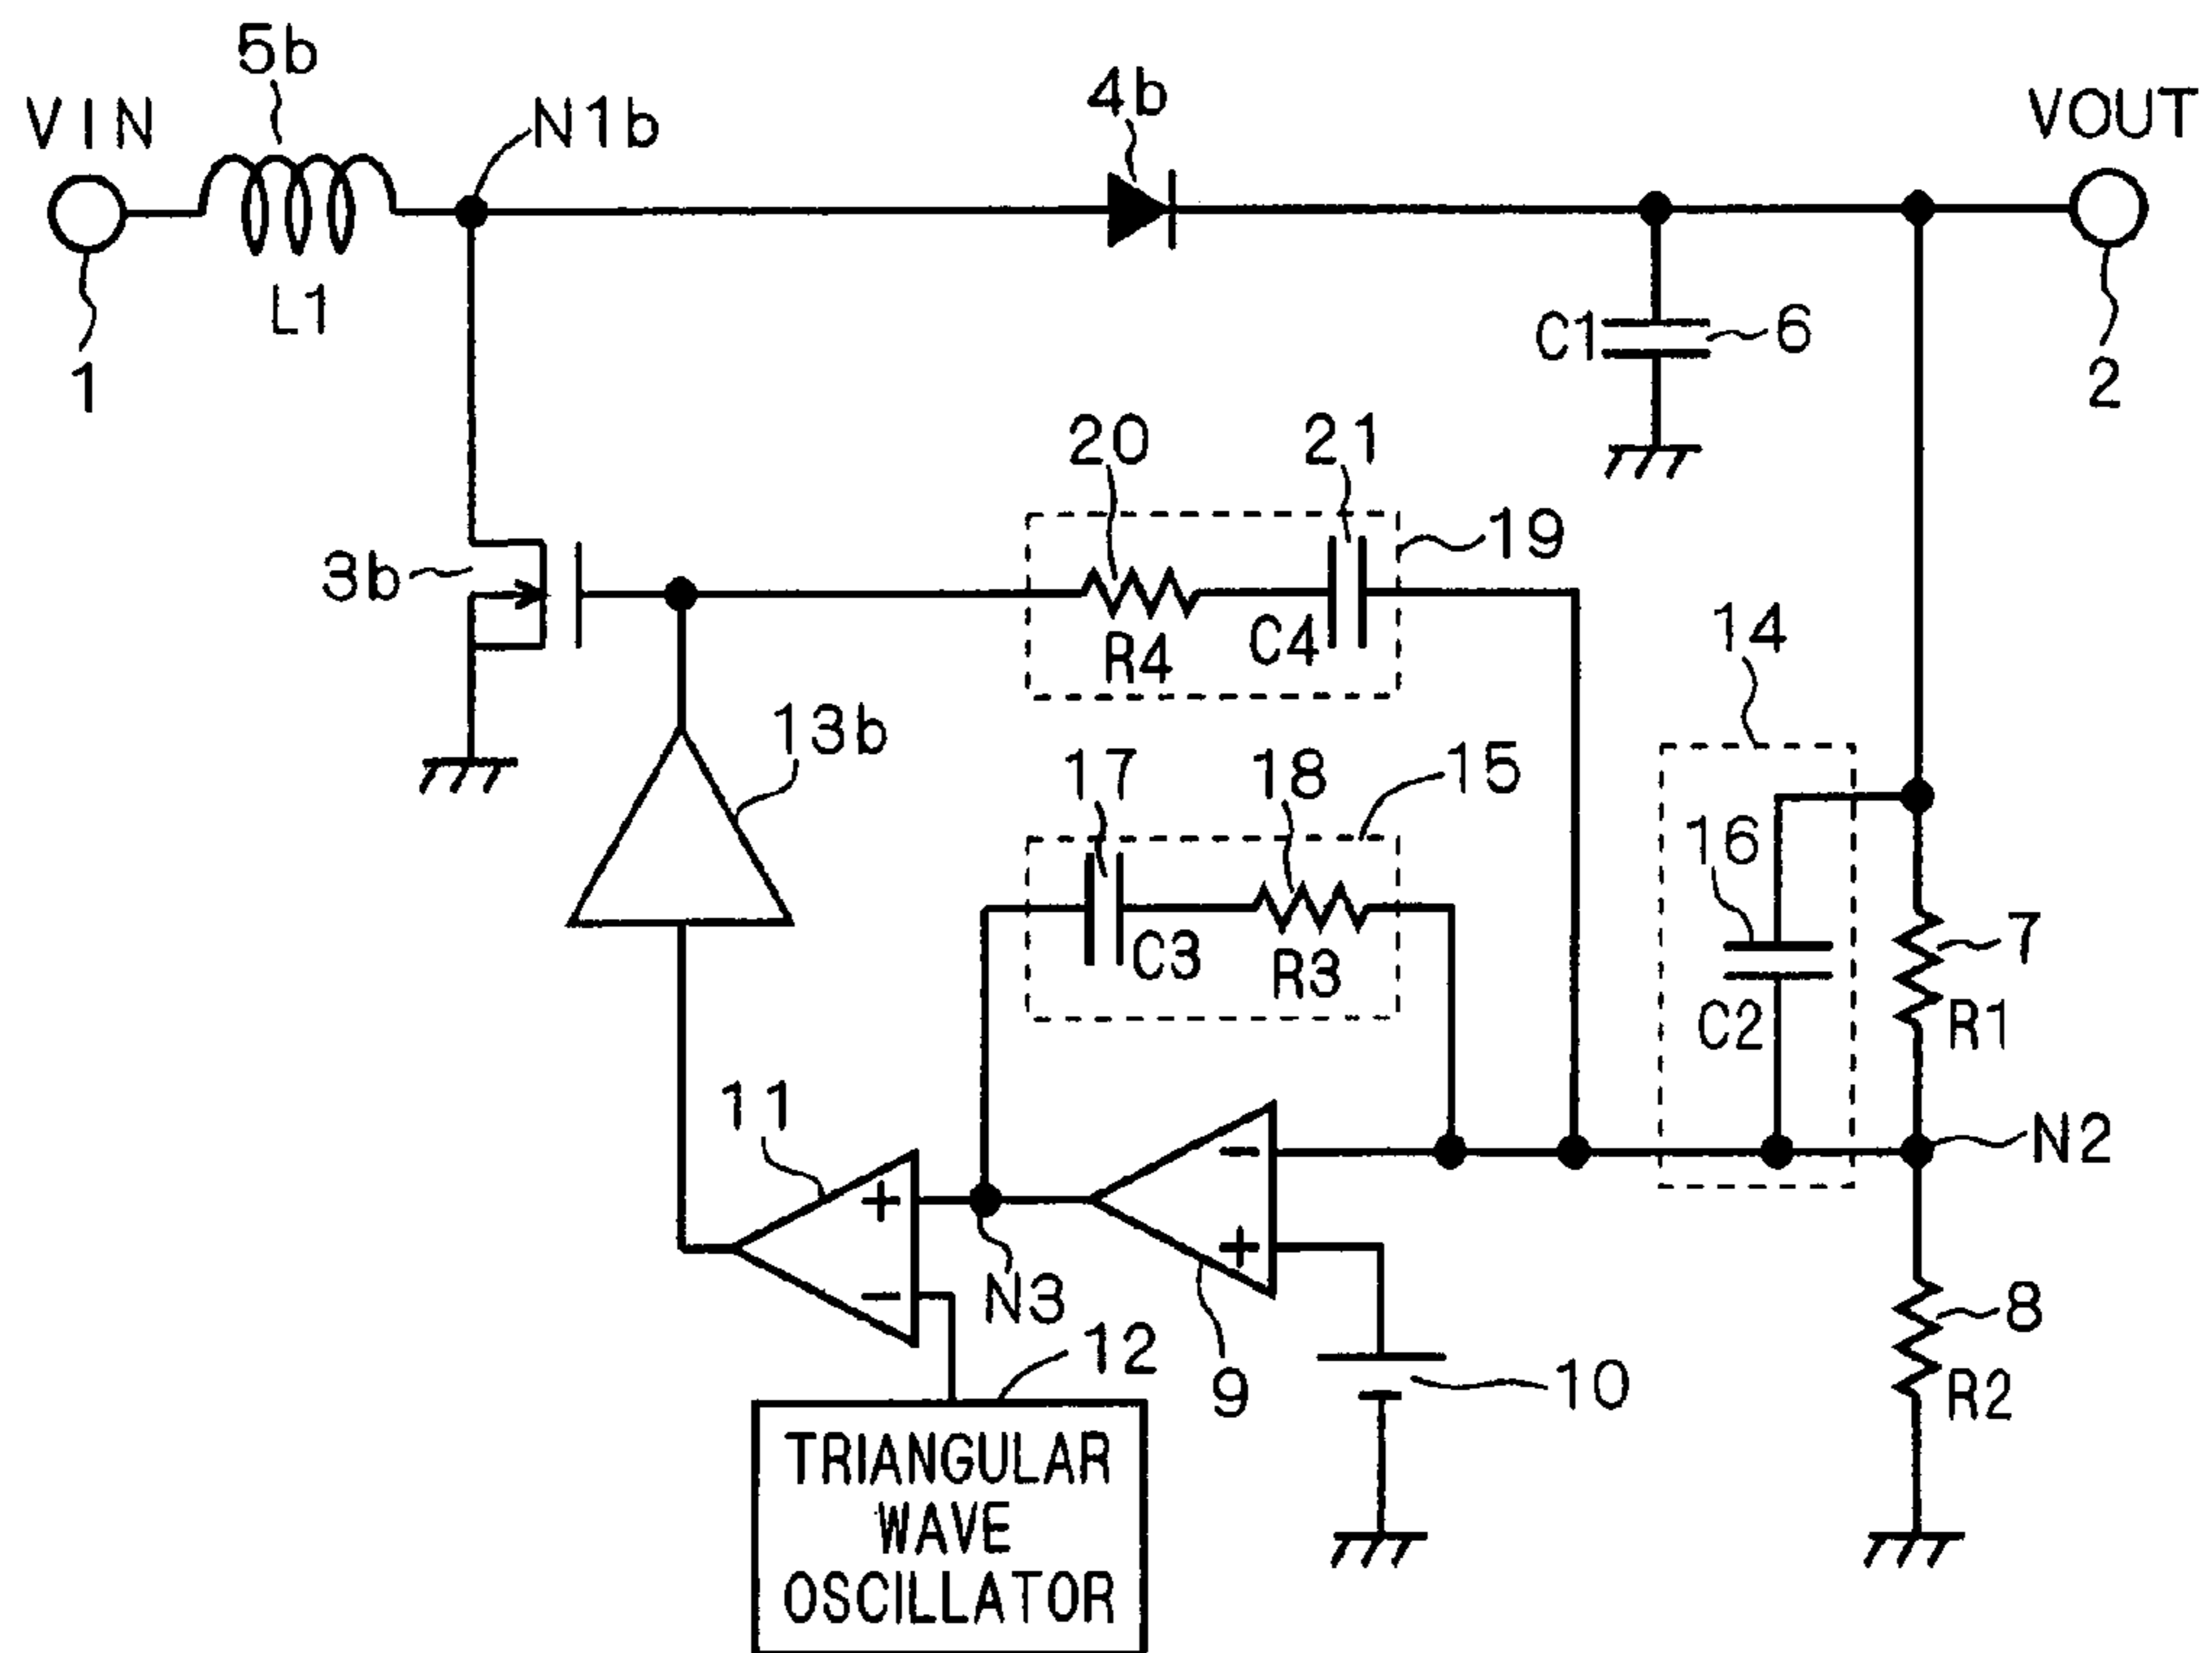 5b
4b
VIN
N1b
VOUT
L1
1
C1
6
2
20
21
19
3b
R4
C4
14
13b
17
18
15
16
7
C3
R3
C2
R1
11
-
N2
+
+
N3
-
8
12
9
10
R2
TRIANGULAR
WAVE
OSCILLATOR